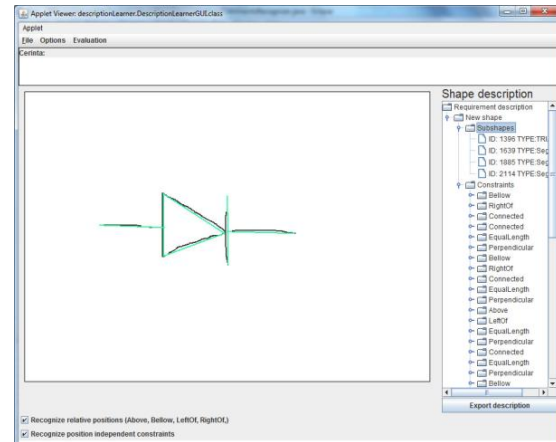 Applet Viewer: descriptionLearner.DescriptionLearnerGUI.class
Applet
File Options Evaluation
Cerinta:
Shape description
Requirement description
New shape
Subshapes
ID: 1396 TYPE:TRI
ID: 1639 TYPE:Seg
ID: 1885 TYPE:Seg
ID: 2114 TYPE:Seg
Constraints
Bellow
RightOf
Connected
Connected
EqualLength
Perpendicular
Bellow
RightOf
Connected
EqualLength
Perpendicular
Above
LeftOf
EqualLength
Perpendicular
Connected
EqualLength
Perpendicular
Bellow
Export description
Recognize relative positions (Above, Bellow, LeftOf, RightOf,)
Recognize position independent constraints